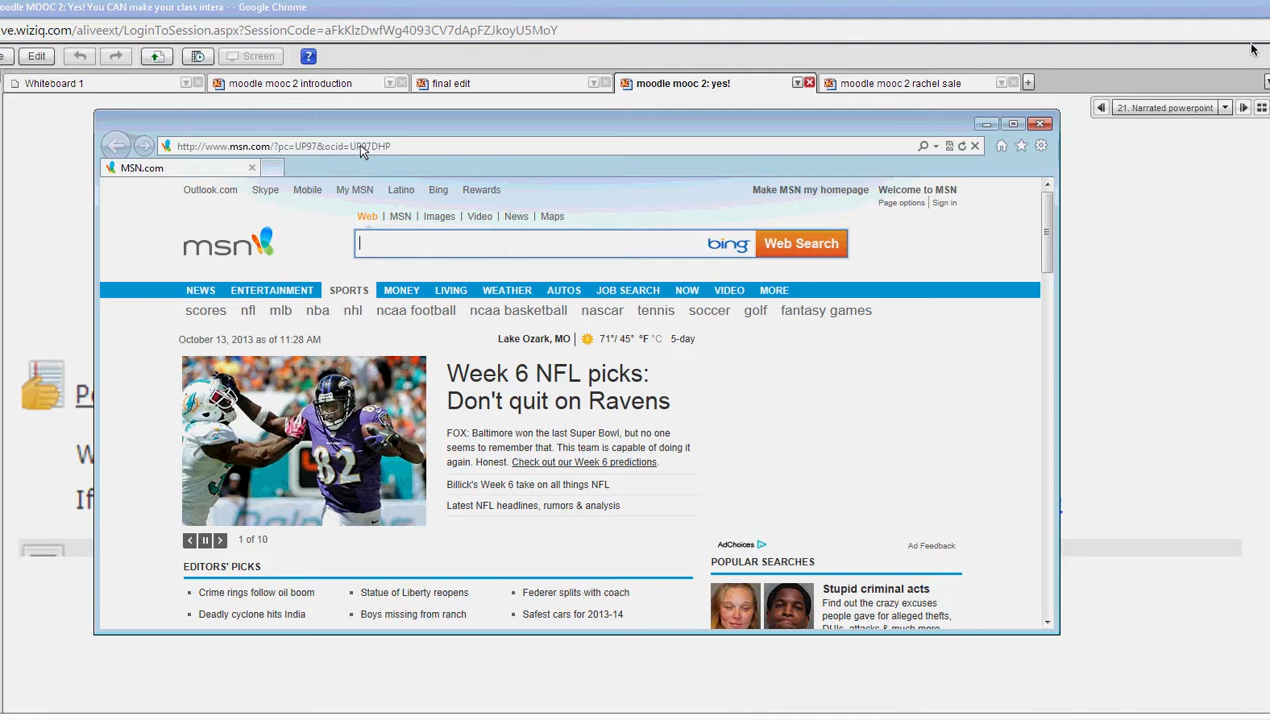 oodle MOOC 2: Yes! You CAN make your class intera - - Google Chrome
ve.wiziq.com/aliveext/LoginToSession.aspx?SessionCode=aFkKlzDwfWg4093CV7dApFZJkoyU5MoY
e Edit Screen ?
Whiteboard 1 moodle mooc 2 introduction final edit moodle mooc 2: yes! moodle mooc 2 rachel sale
21. Narrated powerpoint
http://www.msn.com/?pc=UP97&ocid=UP97DHP
MSN.com
Outlook.com Skype Mobile My MSN Latino Bing Rewards Make MSN my homepage Welcome to MSN
Page options | Sign in
Web | MSN | Images | Video | News | Maps
msn bing Web Search
NEWS ENTERTAINMENT SPORTS MONEY LIVING WEATHER AUTOS JOB SEARCH NOW VIDEO MORE
scores nfl mlb nba nhl ncaa football ncaa basketball nascar tennis soccer golf fantasy games
October 13, 2013 as of 11:28 AM Lake Ozark, MO | 71°/ 45° °F °C 5-day
Week 6 NFL picks:
Don't quit on Ravens
FOX: Baltimore won the last Super Bowl, but no one
seems to remember that. This team is capable of doing it
again. Honest. Check out our Week 6 predictions.
Billick's Week 6 take on all things NFL
Latest NFL headlines, rumors & analysis
82
1 of 10
AdChoices Ad Feedback
EDITORS' PICKS
Crime rings follow oil boom Statue of Liberty reopens Federer splits with coach
Deadly cyclone hits India Boys missing from ranch Safest cars for 2013-14
POPULAR SEARCHES
Stupid criminal acts
Find out the crazy excuses
people gave for alleged thefts,
DUIs, attacks & much more
Po
W
If